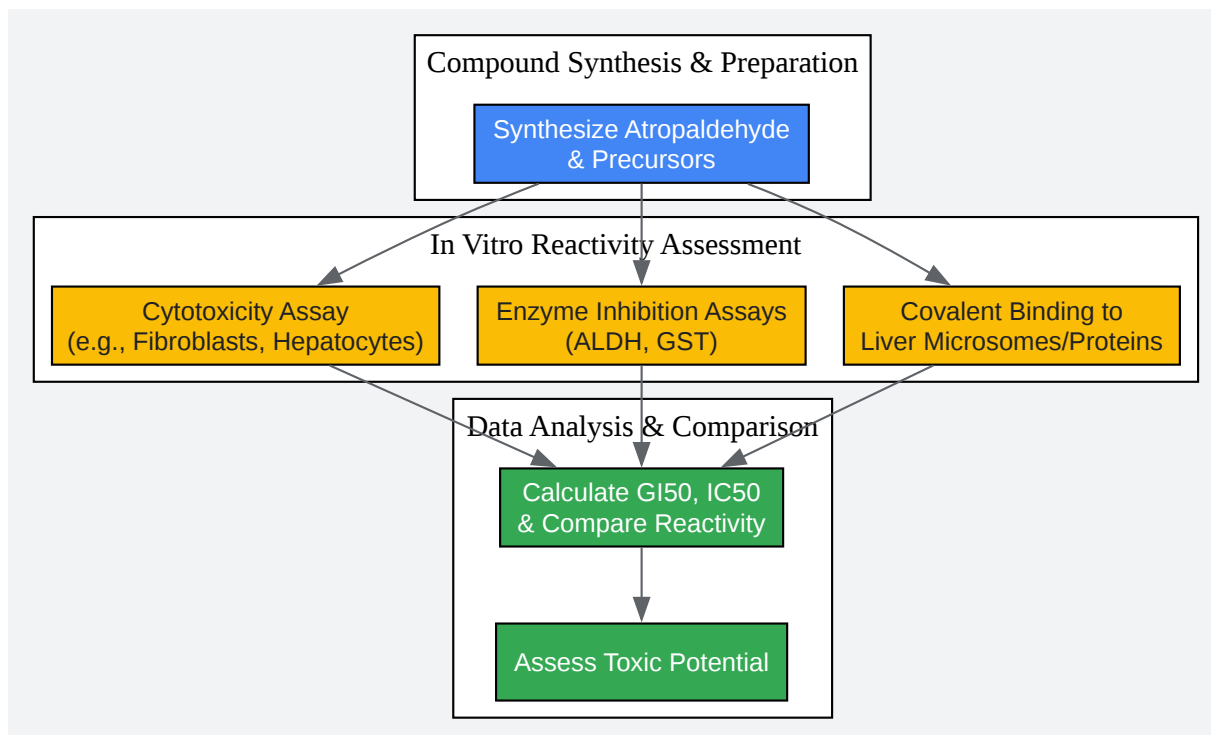 Compound Synthesis & Preparation
Synthesize Atropaldehyde
& Precursors
In Vitro Reactivity Assessment
Cytotoxicity Assay
(e.g., Fibroblasts, Hepatocytes)
Enzyme Inhibition Assays
(ALDH, GST)
Covalent Binding to
Liver Microsomes/Proteins
Data Analysis & Comparison
Calculate GI50, IC50
& Compare Reactivity
Assess Toxic Potential